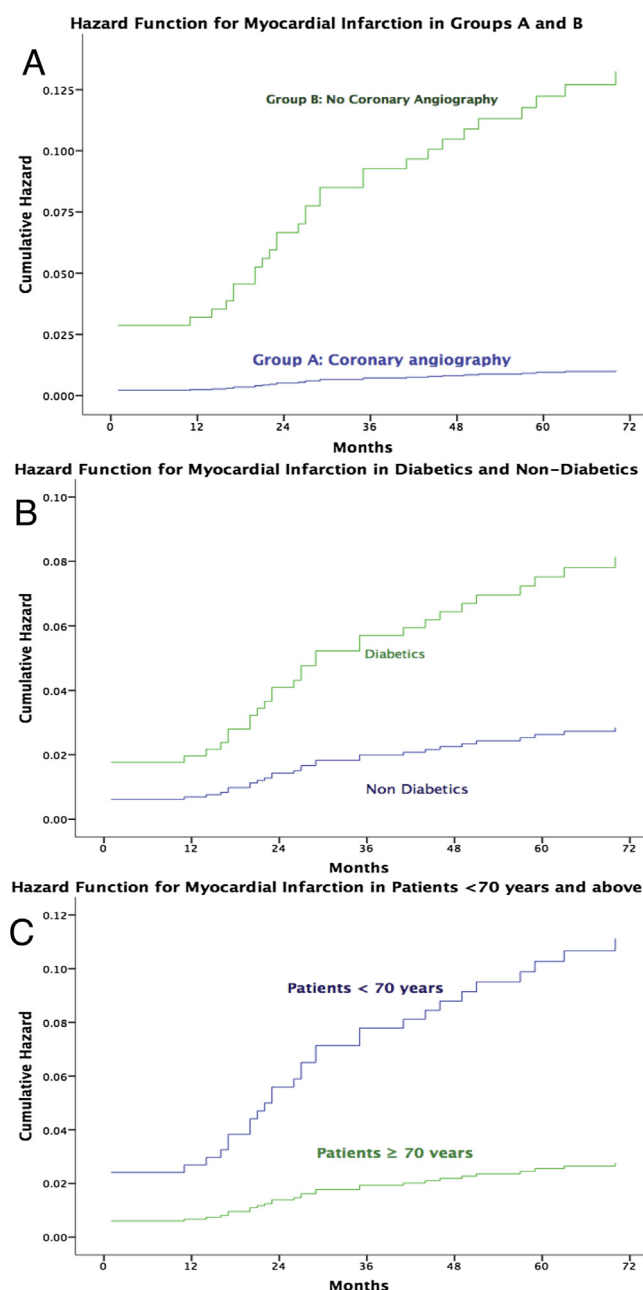 Hazard Function for Myocardial Infarction in Groups A and B
A
0.125
Group B: No Coronary Angiography
0.100
0.075
0.050
0.025
Group A: Coronary angiography
0.000
Cumulative Hazard
0 12 24 36 48 60 72
Months
Hazard Function for Myocardial Infarction in Diabetics and Non-Diabetics
B
0.10
0.08
0.06
Diabetics
0.04
0.02
Non Diabetics
0.00
Cumulative Hazard
0 12 24 36 48 60 72
Months
Hazard Function for Myocardial Infarction in Patients <70 years and above
C
0.12
0.10
Patients < 70 years
0.08
0.06
0.04
Patients ≥ 70 years
0.02
0.00
Cumulative Hazard
0 12 24 36 48 60 72
Months